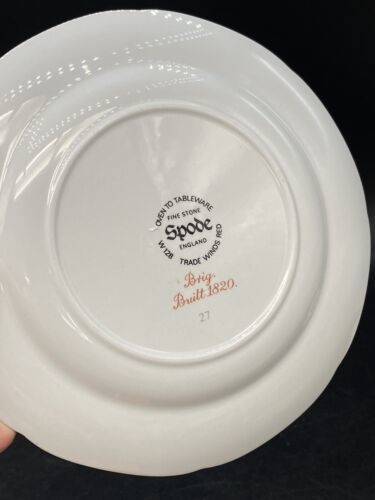 OVEN TO TABLEWARE
FINE STONE
Spode
ENGLAND
W128 TRADE WINDS RED
Brig.
Built 1820.
27